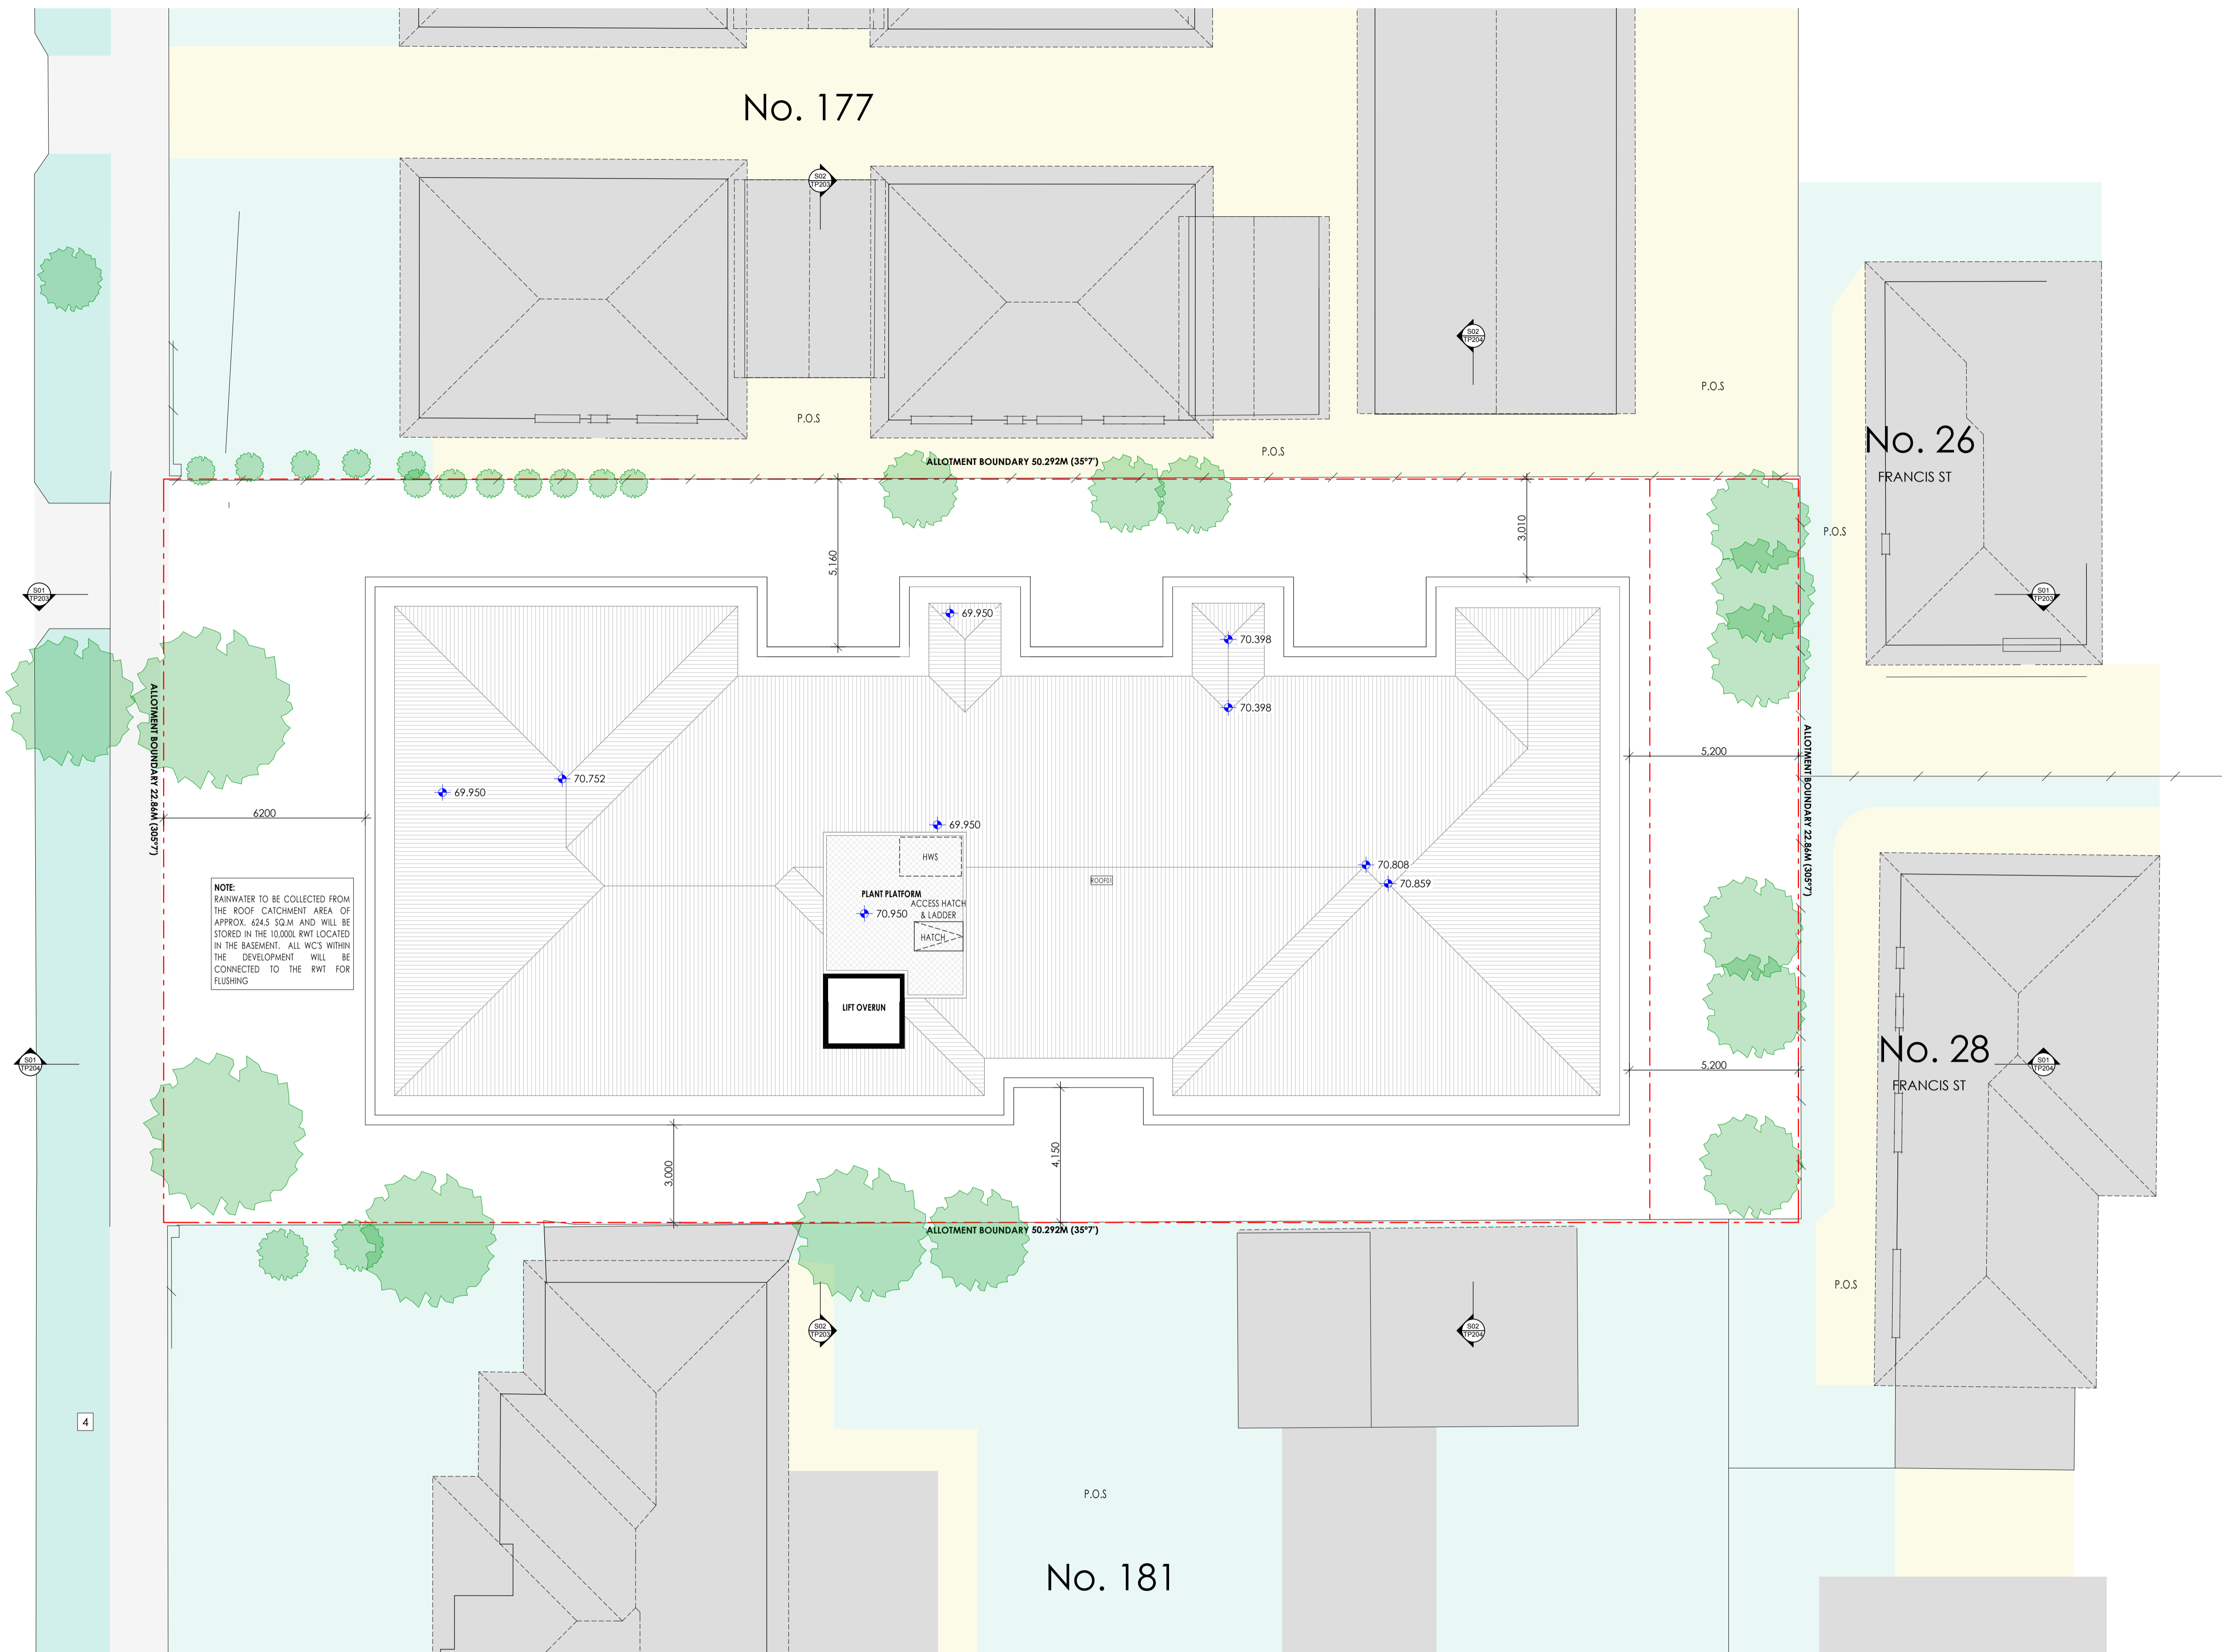 No. 177
S02
TP203
S02
TP204
P.O.S
P.O.S
P.O.S
No. 26
FRANCIS ST
P.O.S
ALLOTMENT BOUNDARY 50.292M (35°7')
5,160
3,010
S01
TP203
S01
TP203
69.950
70.398
70.398
ALLOTMENT BOUNDARY 22.86M (305°7')
ALLOTMENT BOUNDARY 22.86M (305°7')
5,200
70.752
69.950
6200
69.950
HWS
70.808
70.859
ROOF01
PLANT PLATFORM
70.950
ACCESS HATCH
& LADDER
HATCH
LIFT OVERUN
NOTE:
RAINWATER TO BE COLLECTED FROM
THE ROOF CATCHMENT AREA OF
APPROX. 624.5 SQ.M AND WILL BE
STORED IN THE 10,000L RWT LOCATED
IN THE BASEMENT. ALL WC'S WITHIN
THE DEVELOPMENT WILL BE
CONNECTED TO THE RWT FOR
FLUSHING
S01
TP204
5,200
No. 28
FRANCIS ST
S01
TP204
3,000
4,150
ALLOTMENT BOUNDARY 50.292M (35°7')
P.O.S
S02
TP203
S02
TP204
4
P.O.S
No. 181